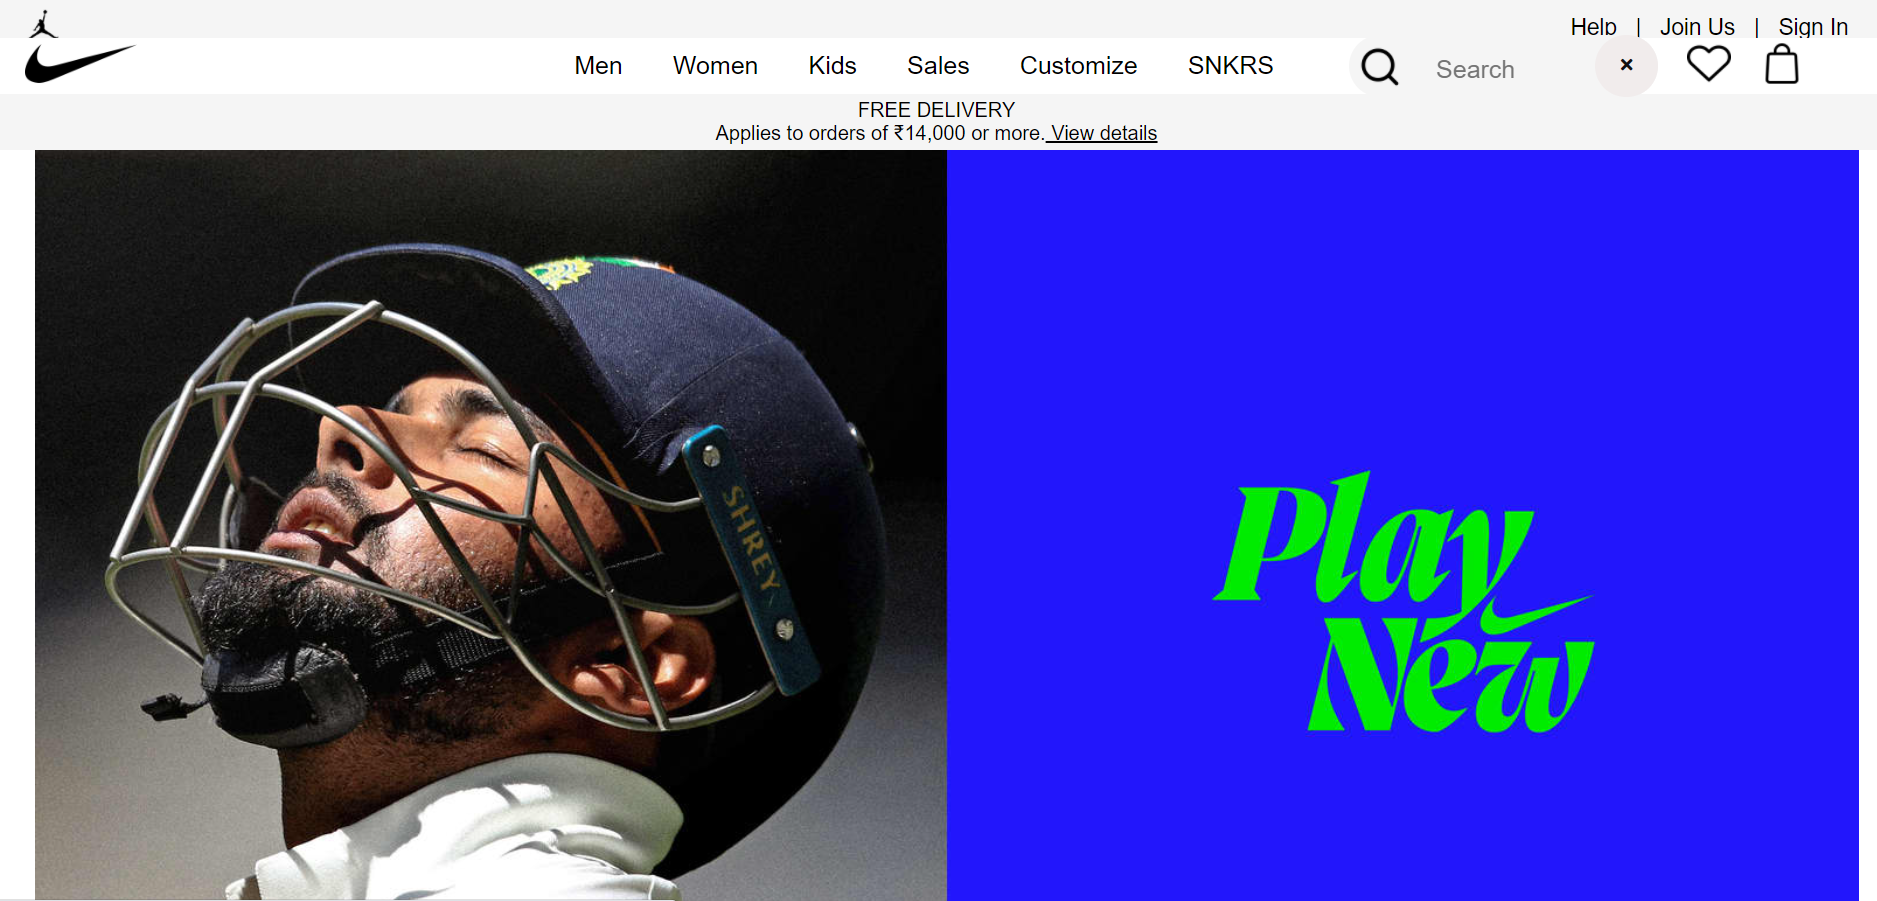 Help | Join Us | Sign In
Men Women Kids Sales Customize SNKRS Search ×
FREE DELIVERY
Applies to orders of ₹14,000 or more. View details
SHREY
Play
New